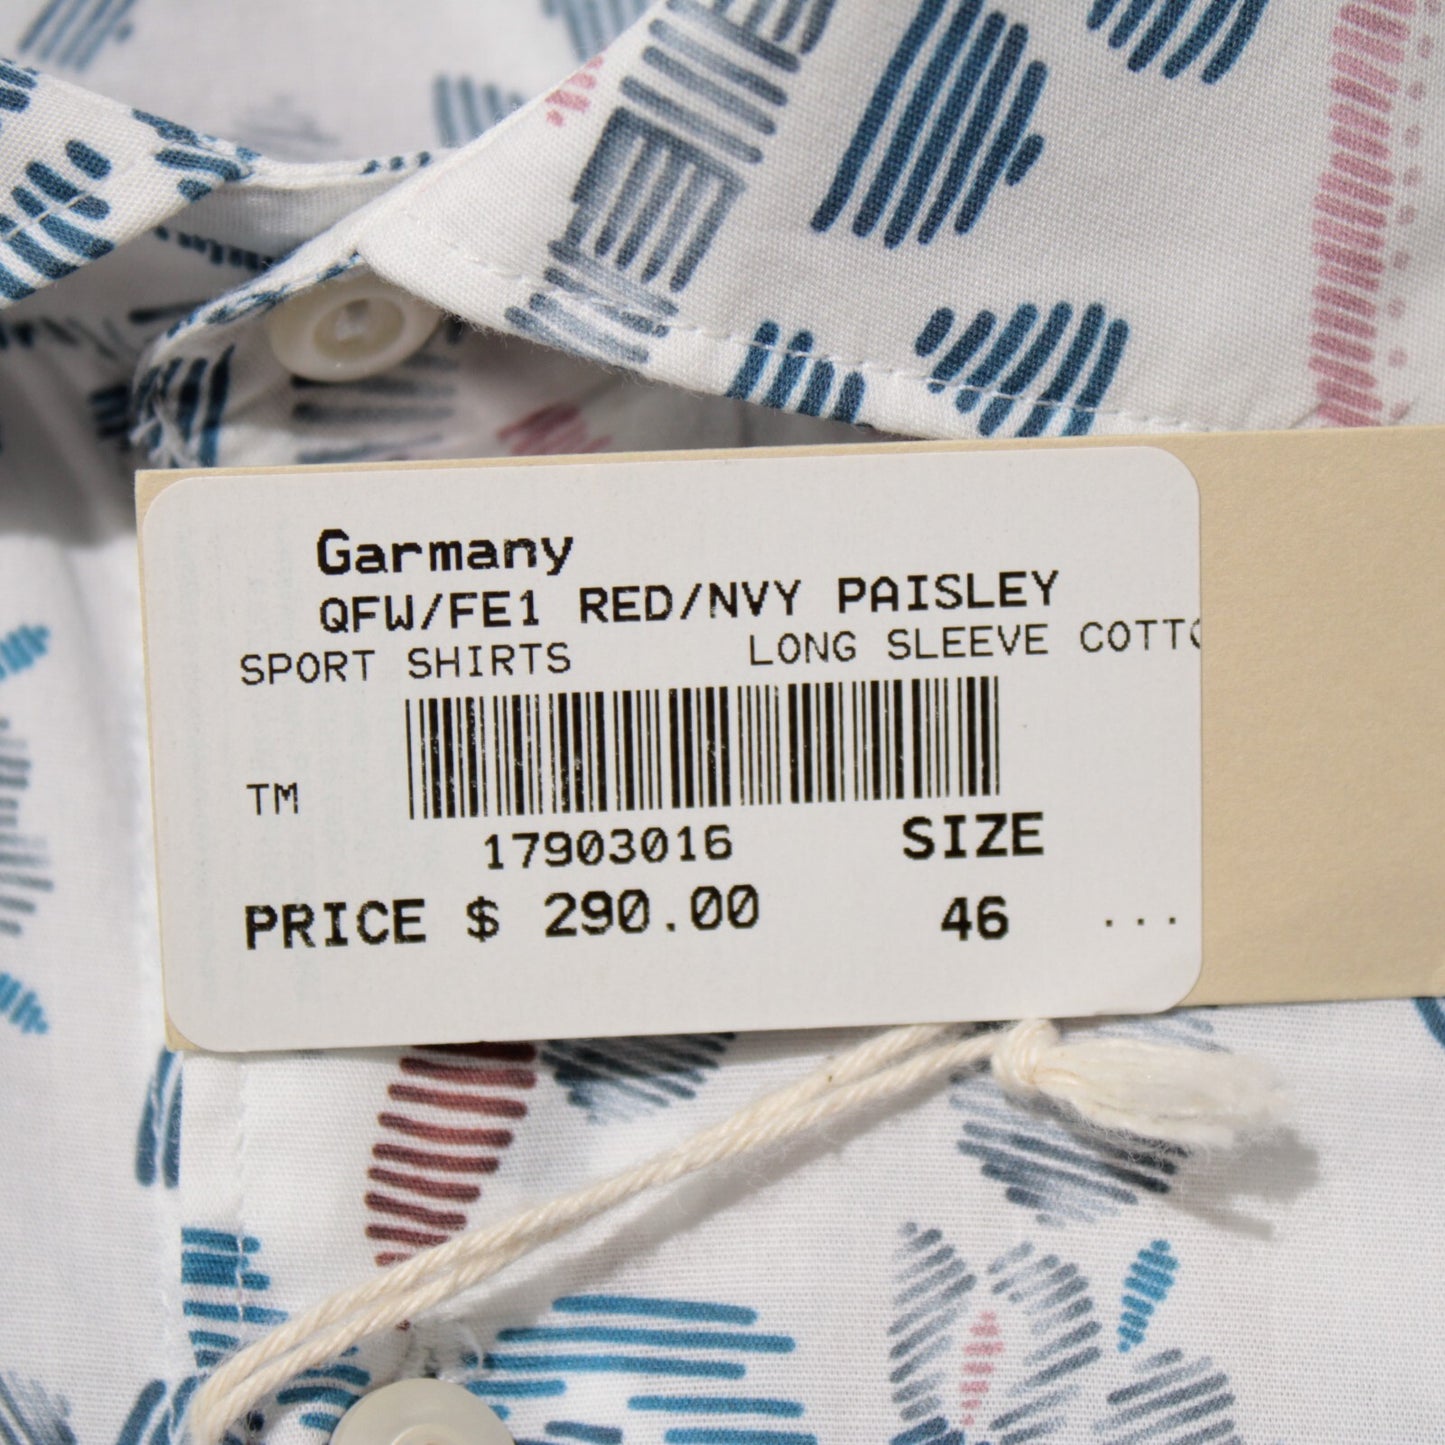 Garmany
QFW/FE1 RED/NVY PAISLEY
SPORT SHIRTS LONG SLEEVE COTTO
TM
17903016 SIZE
PRICE $ 290.00 46 ...